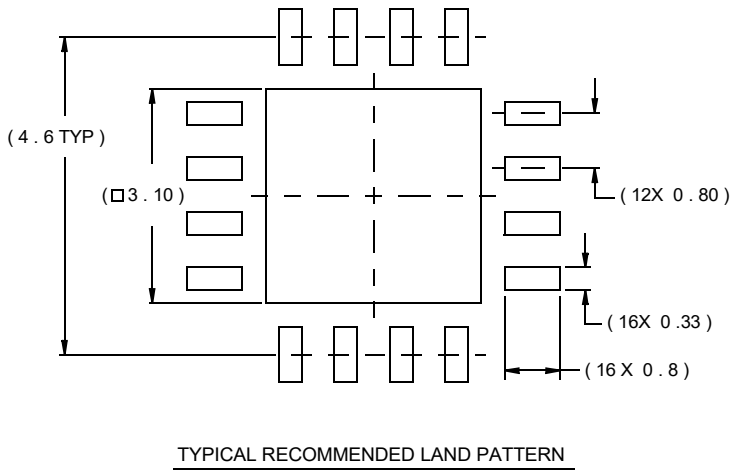 ( 4 . 6 TYP )
( □ 3 . 10 )
( 12X 0 . 80 )
( 16X 0 .33 )
( 16 X 0 . 8 )
TYPICAL RECOMMENDED LAND PATTERN